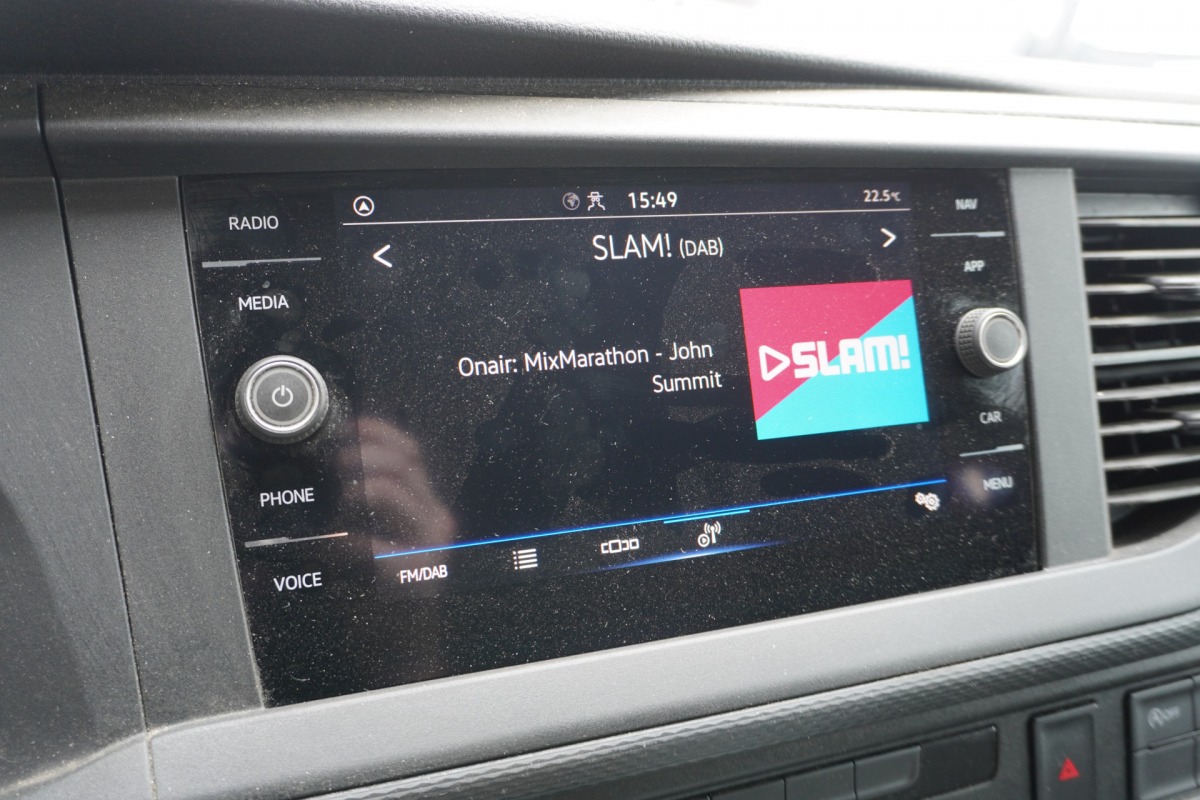 15:49
22.5°C
RADIO
MEDIA
PHONE
VOICE
SLAM! (DAB)
Onair: MixMarathon - John
Summit
SLAM!
FM/DAB
NAV
APP
CAR
MENU
OFF